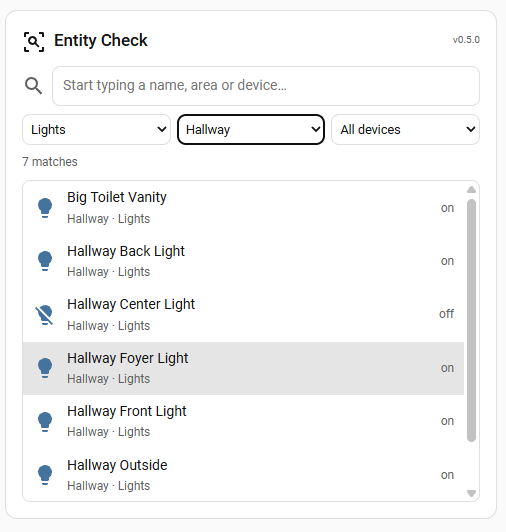 Entity Check
v0.5.0
Start typing a name, area or device...
Lights
Hallway
All devices
7 matches
Big Toilet Vanity
Hallway · Lights
on
Hallway Back Light
Hallway · Lights
on
Hallway Center Light
Hallway · Lights
off
Hallway Foyer Light
Hallway · Lights
on
Hallway Front Light
Hallway · Lights
on
Hallway Outside
Hallway · Lights
on